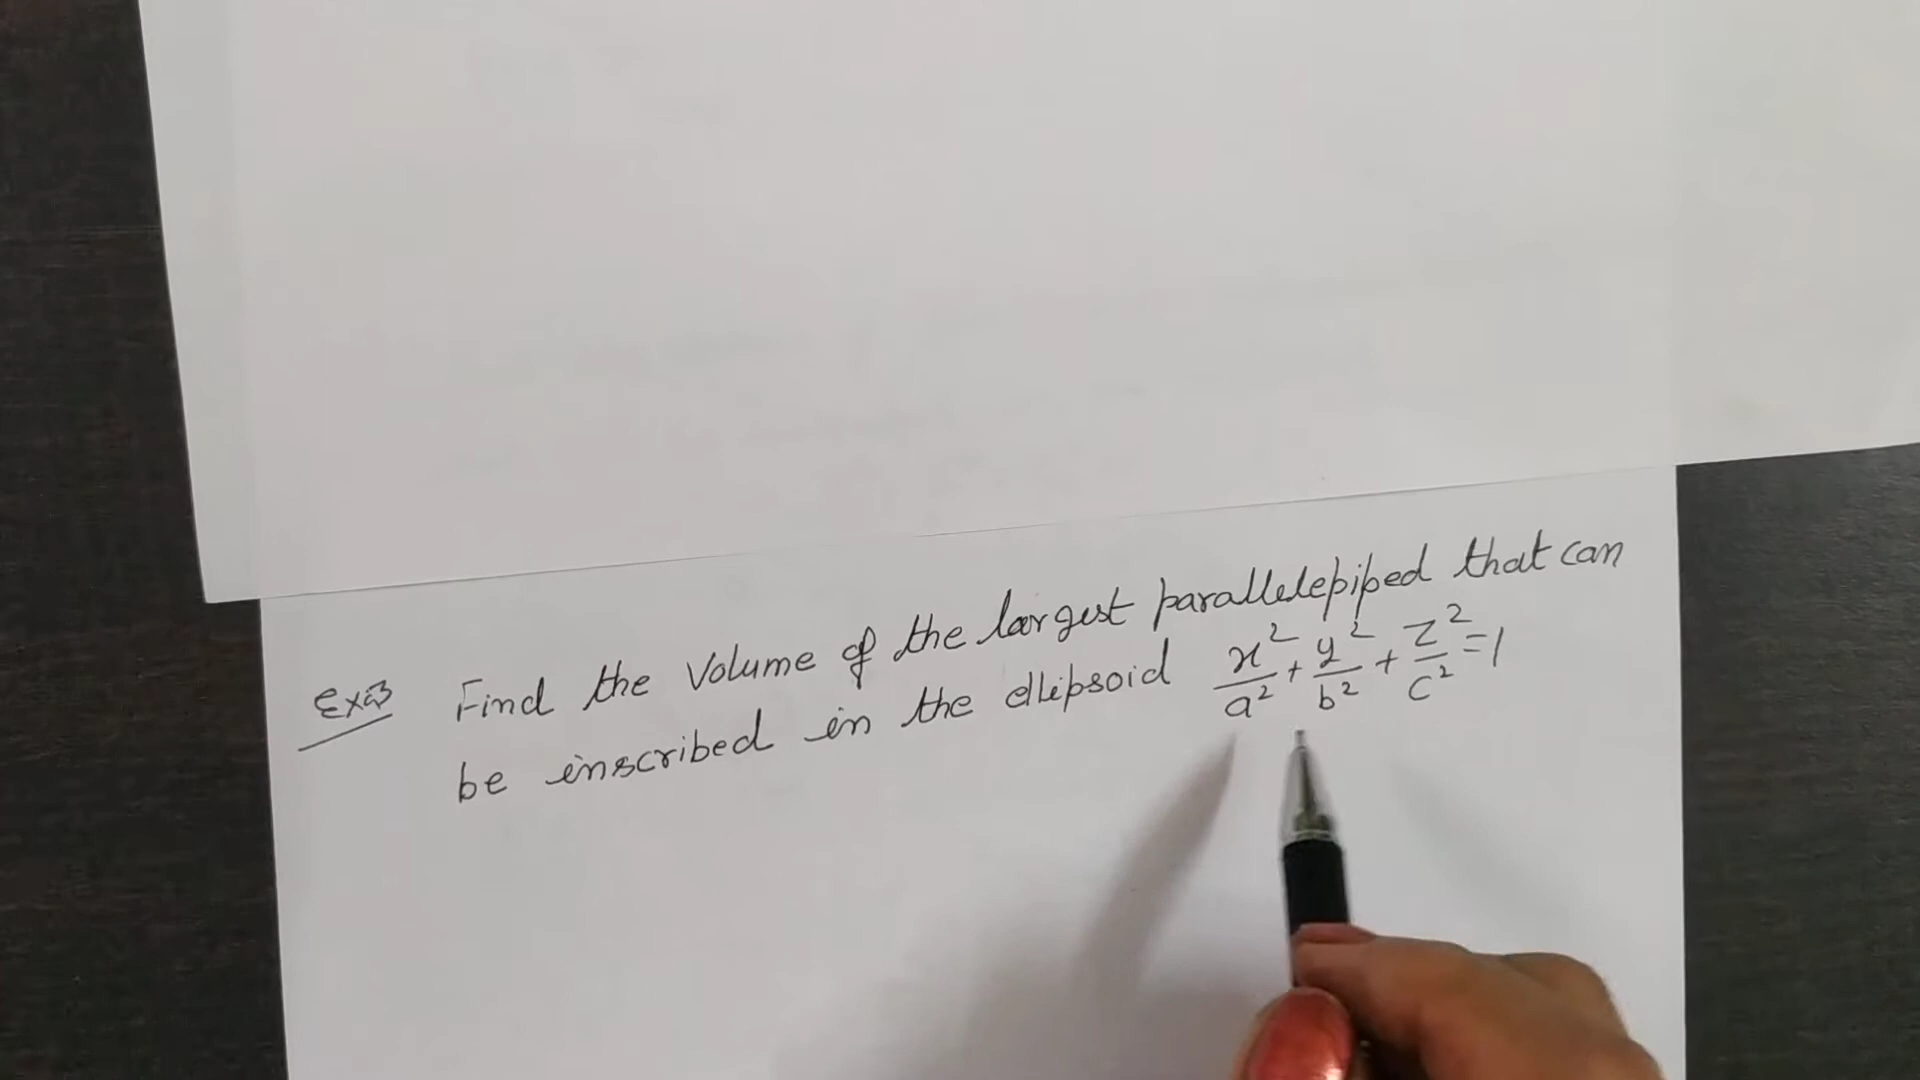 Ex3 Find the Volume of the largest parallelepiped that can
be inscribed in the ellipsoid x²/a² + y²/b² + z²/c² = 1